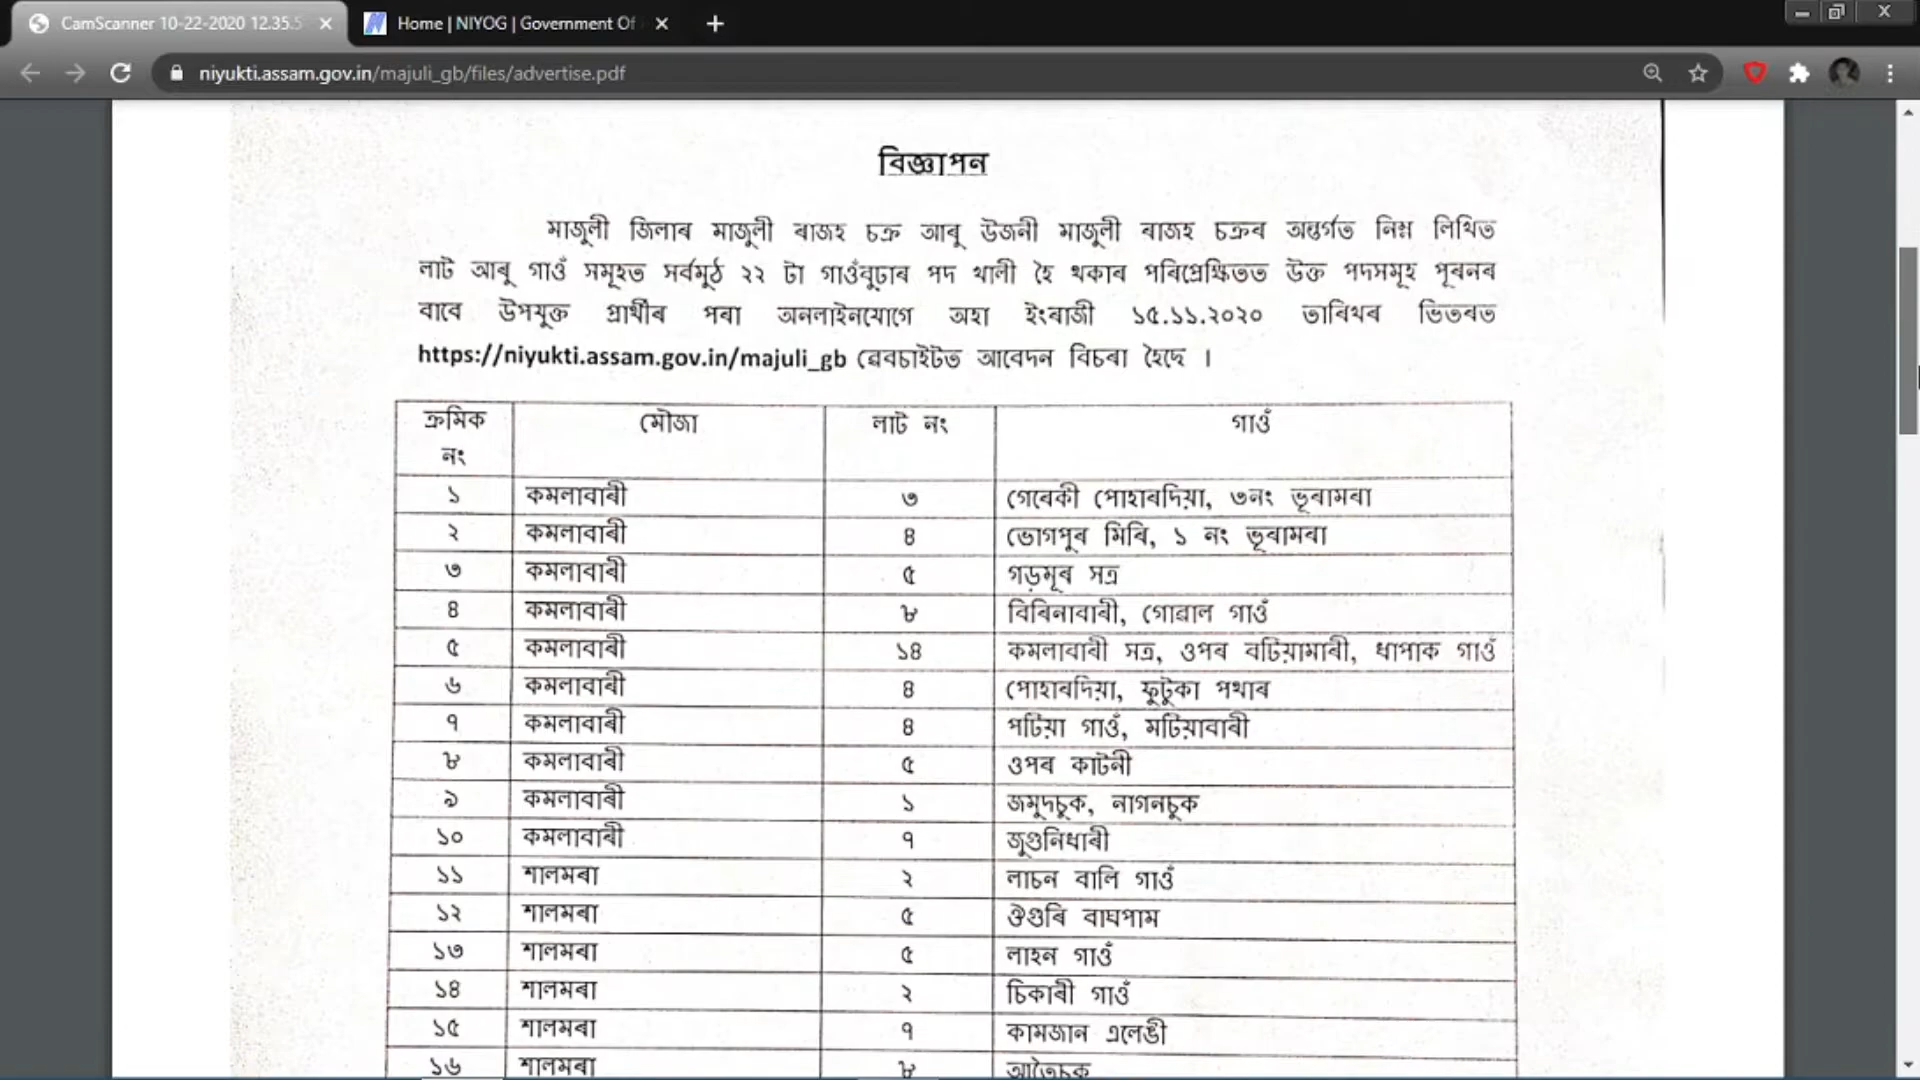 CamScanner 10-22-2020 12.35.5
Home | NIYOG | Government Of
niyukti.assam.gov.in/majuli_gb/files/advertise.pdf
বিজ্ঞাপন
মাজুলী জিলাৰ মাজুলী ৰাজহ চক্ৰ আৰু উজনী মাজুলী ৰাজহ চক্ৰৰ অন্তৰ্গত নিম্ন লিখিত
লাট আৰু গাওঁ সমূহত সৰ্বমুঠ ২২ টা গাওঁবুঢাৰ পদ খালী হৈ থকাৰ পৰিপ্ৰেক্ষিতত উক্ত পদসমূহ পূৰনৰ
বাবে উপযুক্ত প্ৰাৰ্থীৰ পৰা অনলাইনযোগে অহা ইংৰাজী ১৫.১১.২০২০ তাৰিখৰ ভিতৰত
https://niyukti.assam.gov.in/majuli_gb ৱেবচাইটত আবেদন বিচৰা হৈছে ।
ক্ৰমিক নং মৌজা লাট নং গাওঁ
১ কমলাবাৰী ৩ গেৰেকী পোহাৰদিয়া, ৩নং ভূৰামৰা
২ কমলাবাৰী ৪ ভোগপুৰ মিৰি, ১ নং ভূৰামৰা
৩ কমলাবাৰী ৫ গড়মূৰ সত্ৰ
৪ কমলাবাৰী ৮ বিৰিনাবাৰী, গোৱাল গাওঁ
৫ কমলাবাৰী ১৪ কমলাবাৰী সত্ৰ, ওপৰ বটিয়ামাৰী, ধাপাক গাওঁ
৬ কমলাবাৰী ৪ পোহাৰদিয়া, ফুটুকা পথাৰ
৭ কমলাবাৰী ৪ পটিয়া গাওঁ, মটিয়াবাৰী
৮ কমলাবাৰী ৫ ওপৰ কাটনী
৯ কমলাবাৰী ১ জমুদচুক, নাগনচুক
১০ কমলাবাৰী ৭ জুগুনিধাৰী
১১ শালমৰা ২ লাচন বালি গাওঁ
১২ শালমৰা ৫ ঔগুৰি বাঘপাম
১৩ শালমৰা ৫ লাহন গাওঁ
১৪ শালমৰা ২ চিকাৰী গাওঁ
১৫ শালমৰা ৭ কামজান এলেঙী
১৬ শালমৰা ৮ আতৈচুক